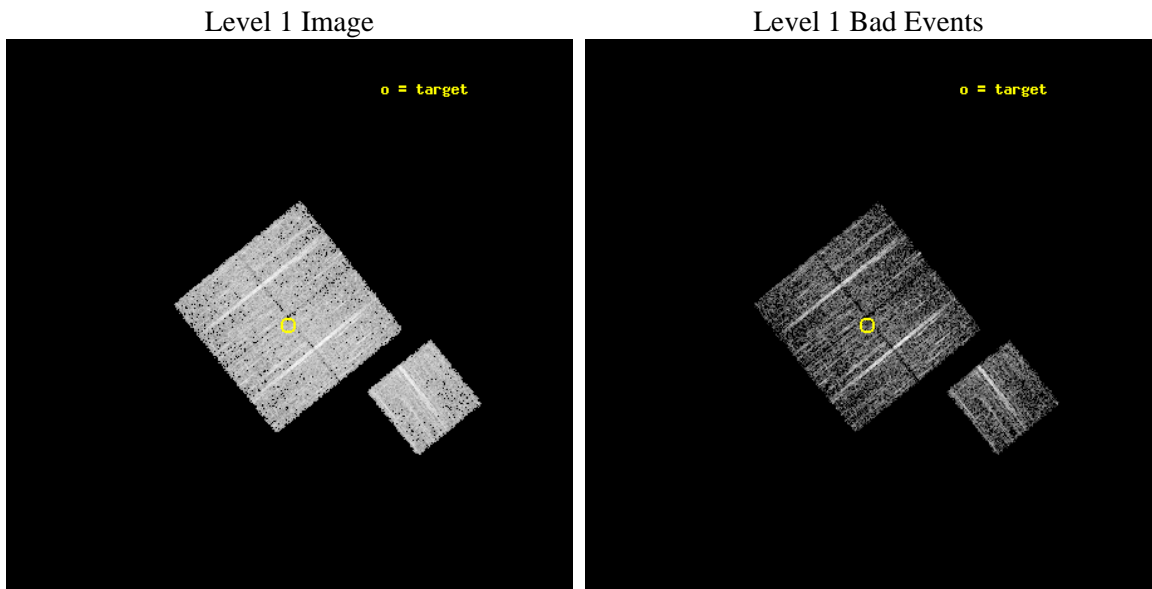 Level 1 Image
Level 1 Bad Events
o = target
o = target